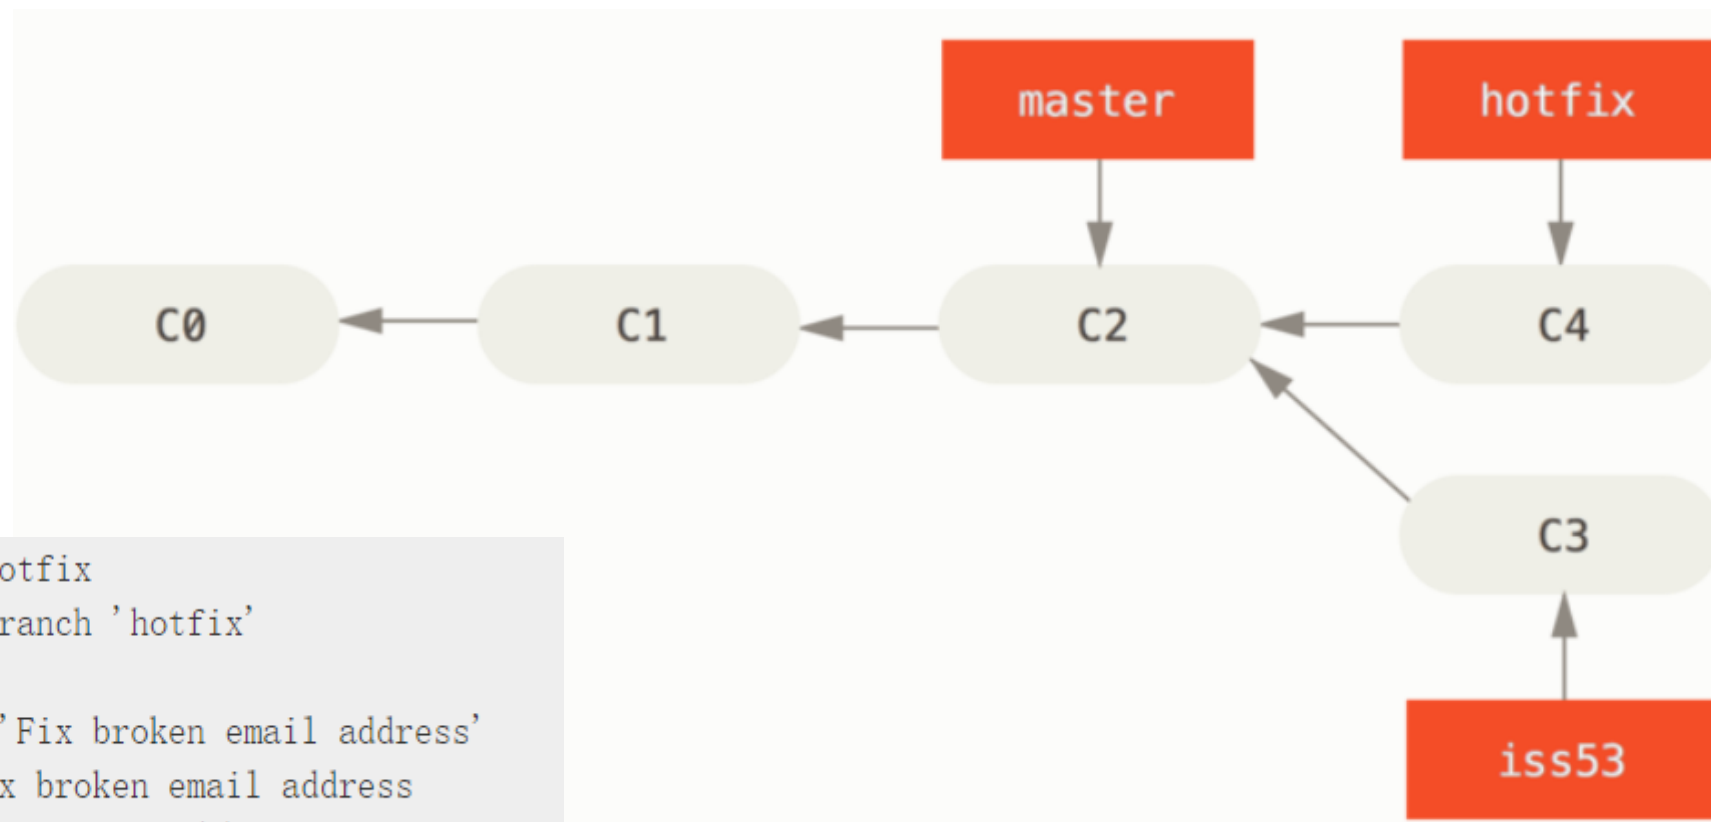 master hotfix
C0 C1 C2 C4
C3
iss53
otfix
ranch 'hotfix'
'Fix broken email address'
x broken email address